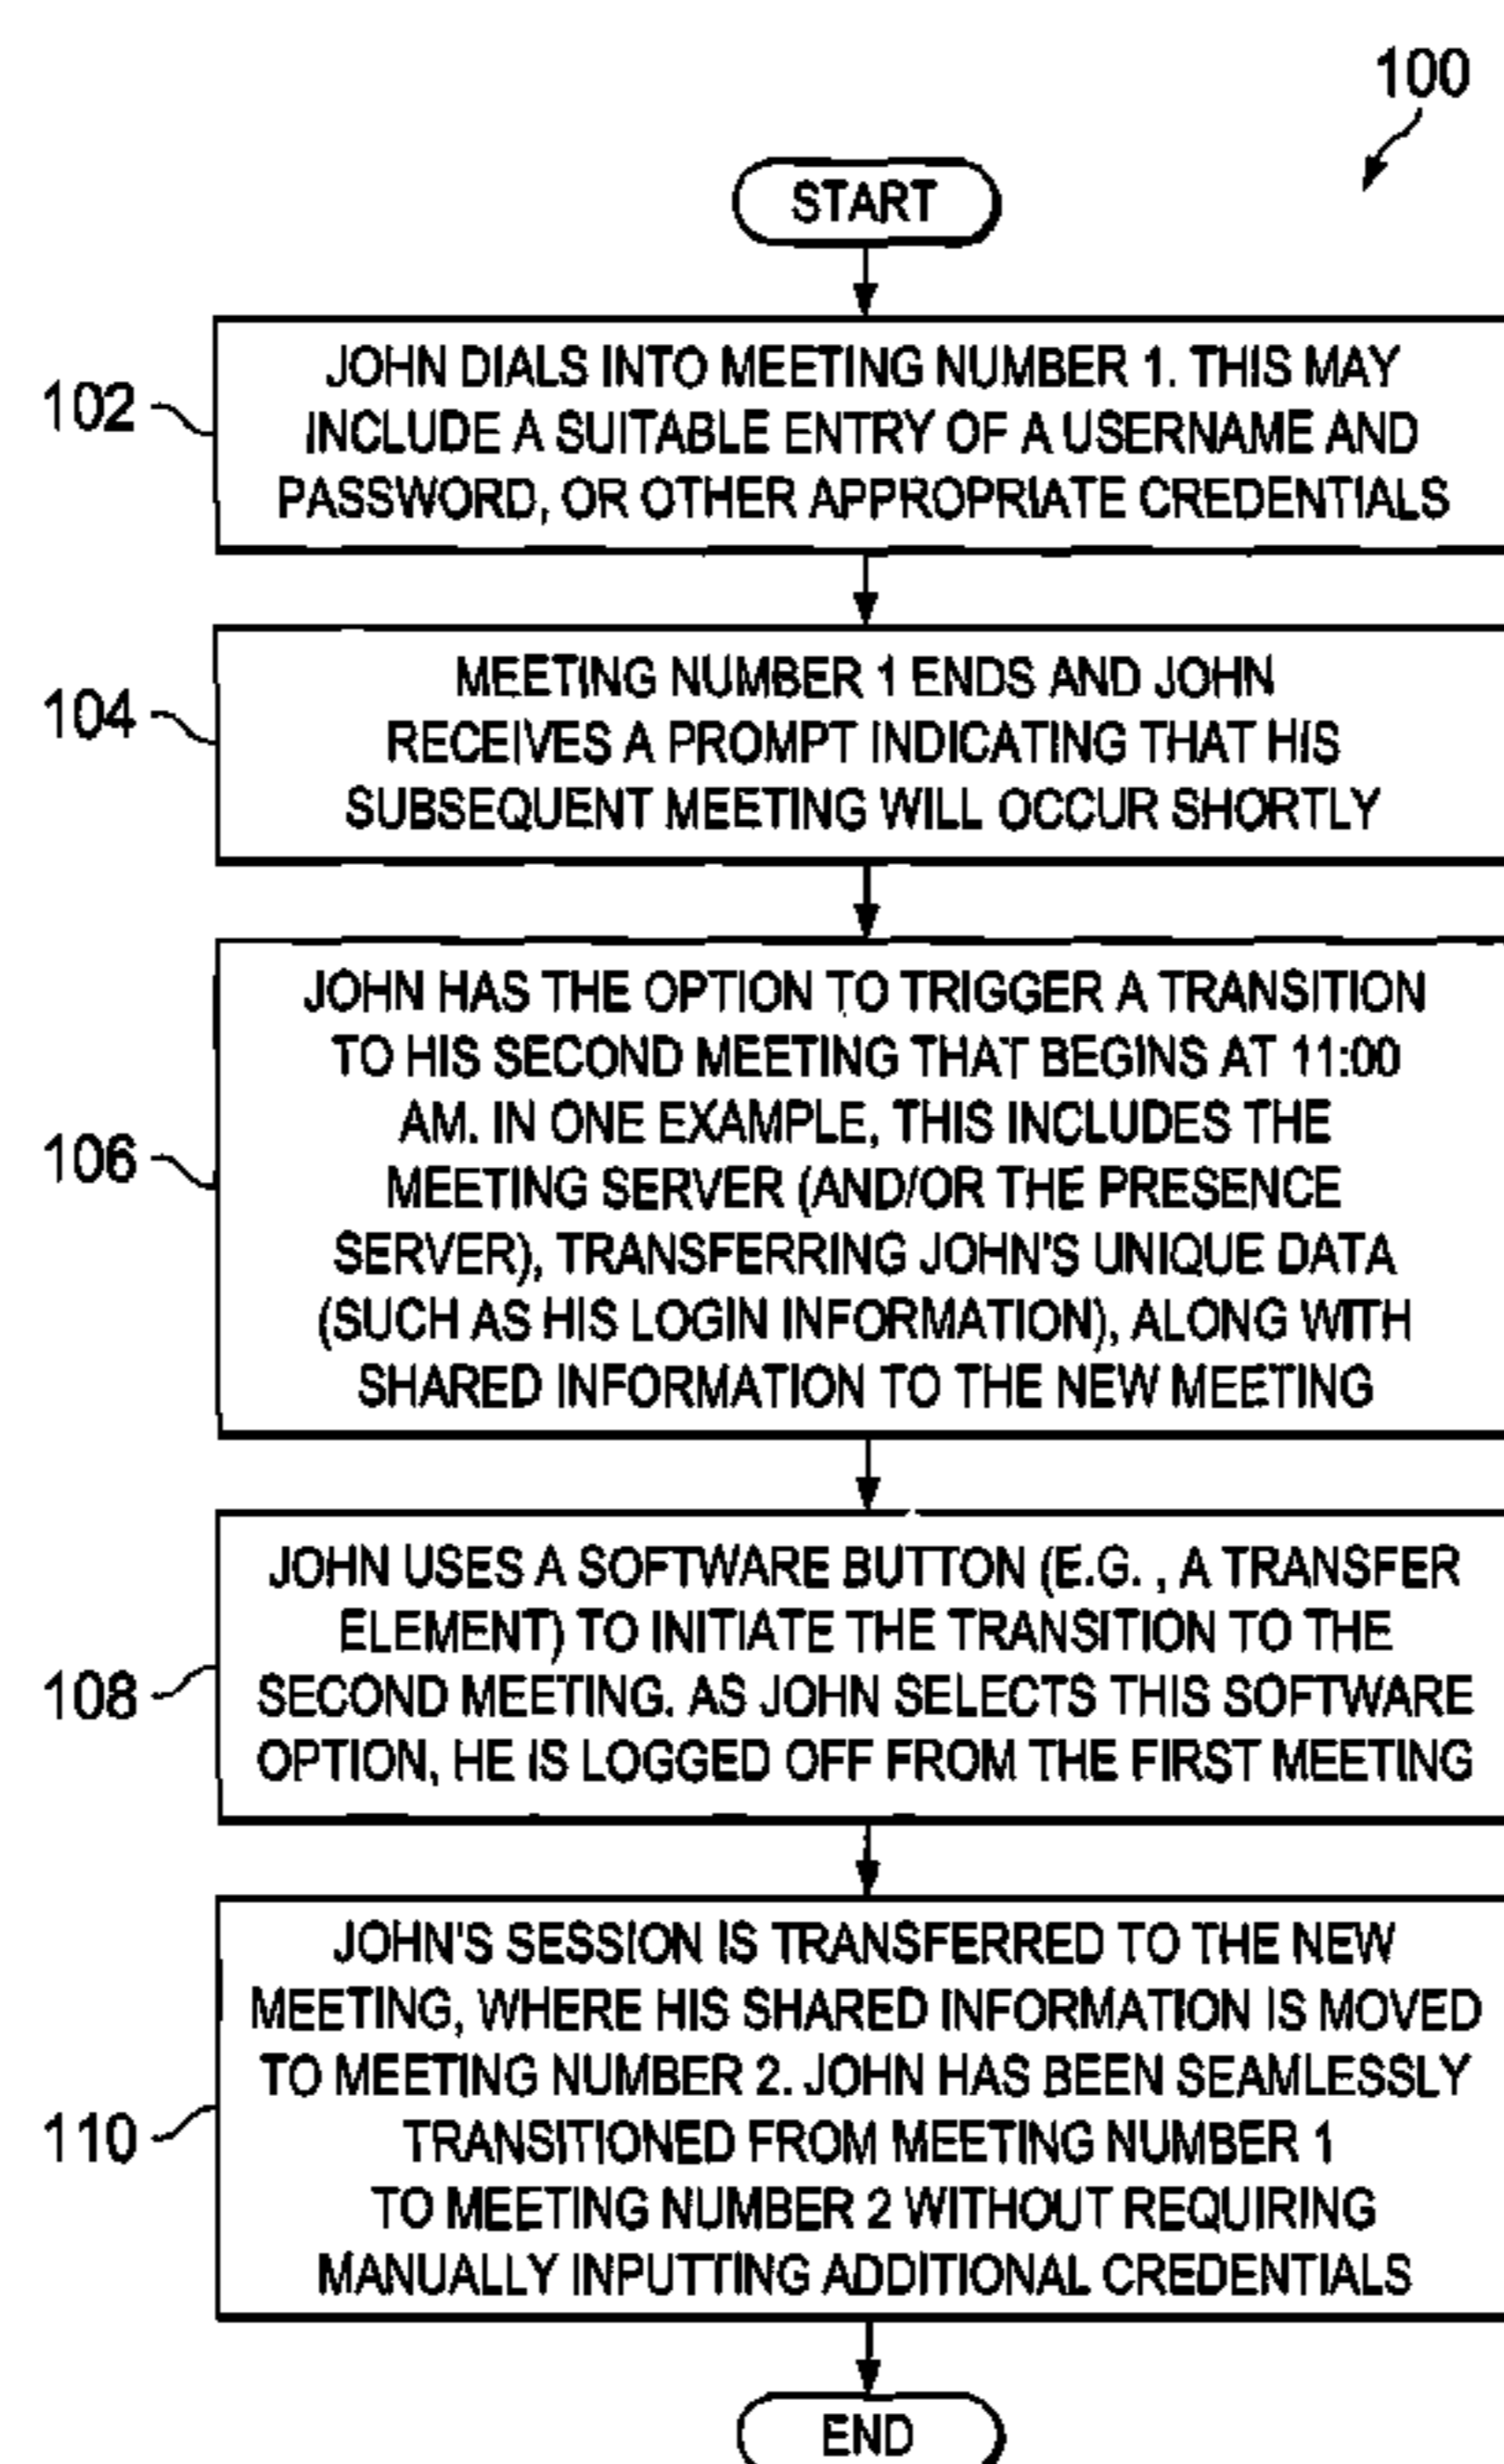 100
START
102
JOHN DIALS INTO MEETING NUMBER 1. THIS MAY
INCLUDE A SUITABLE ENTRY OF A USERNAME AND
PASSWORD, OR OTHER APPROPRIATE CREDENTIALS
104
MEETING NUMBER 1 ENDS AND JOHN
RECEIVES A PROMPT INDICATING THAT HIS
SUBSEQUENT MEETING WILL OCCUR SHORTLY
106
JOHN HAS THE OPTION TO TRIGGER A TRANSITION
TO HIS SECOND MEETING THAT BEGINS AT 11:00
AM. IN ONE EXAMPLE, THIS INCLUDES THE
MEETING SERVER (AND/OR THE PRESENCE
SERVER), TRANSFERRING JOHN'S UNIQUE DATA
(SUCH AS HIS LOGIN INFORMATION), ALONG WITH
SHARED INFORMATION TO THE NEW MEETING
108
JOHN USES A SOFTWARE BUTTON (E.G. , A TRANSFER
ELEMENT) TO INITIATE THE TRANSITION TO THE
SECOND MEETING. AS JOHN SELECTS THIS SOFTWARE
OPTION, HE IS LOGGED OFF FROM THE FIRST MEETING
110
JOHN'S SESSION IS TRANSFERRED TO THE NEW
MEETING, WHERE HIS SHARED INFORMATION IS MOVED
TO MEETING NUMBER 2. JOHN HAS BEEN SEAMLESSLY
TRANSITIONED FROM MEETING NUMBER 1
TO MEETING NUMBER 2 WITHOUT REQUIRING
MANUALLY INPUTTING ADDITIONAL CREDENTIALS
END